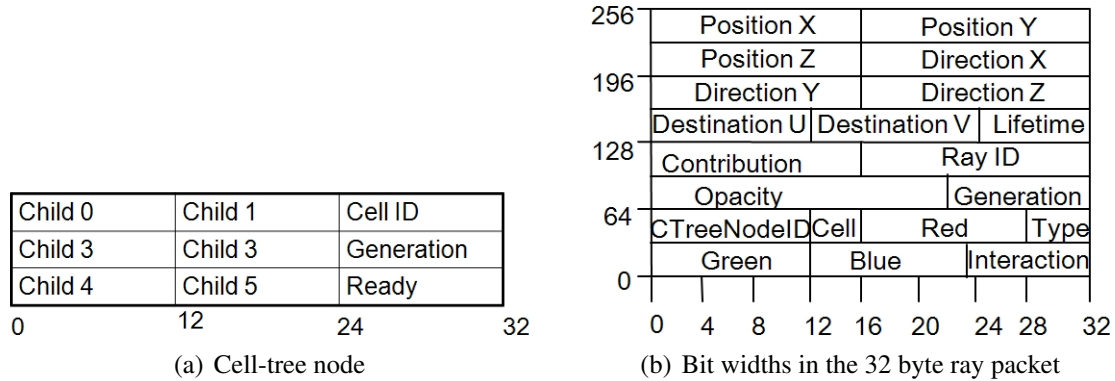 Child 0 Child 1 Cell ID
Child 3 Child 3 Generation
Child 4 Child 5 Ready
0 12 24 32
(a) Cell-tree node
256 Position X Position Y
Position Z Direction X
196
Direction Y Direction Z
Destination U Destination V Lifetime
128
Contribution Ray ID
Opacity Generation
64
CTreeNodeID Cell Red Type
Green Blue Interaction
0
0 4 8 12 16 20 24 28 32
(b) Bit widths in the 32 byte ray packet